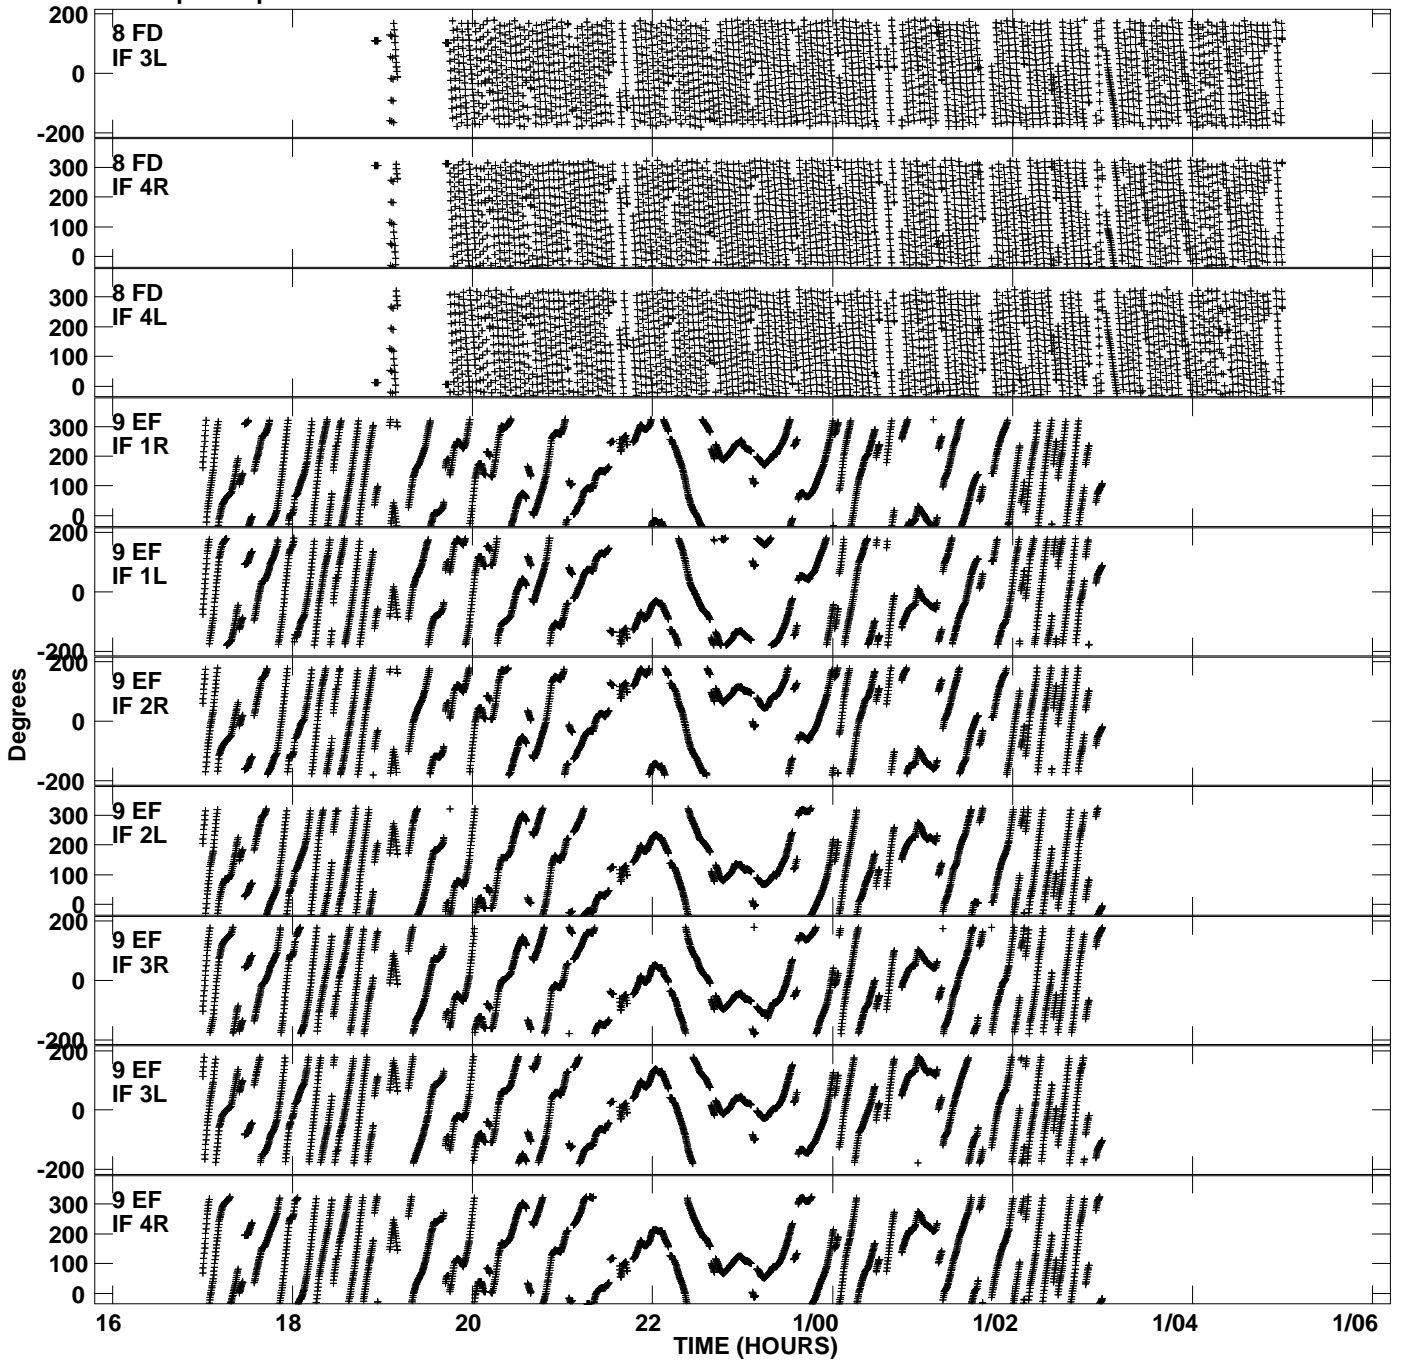 200
8 FD
IF 3L
0
-200
8 FD
300
IF 4R
200
100
0
8 FD
300
IF 4L
200
100
0
9 EF
300
IF 1R
200
100
0
200
9 EF
IF 1L
0
-200
200
9 EF
IF 2R
0
-200
9 EF
300
IF 2L
200
100
0
200
9 EF
IF 3R
0
-200
200
9 EF
IF 3L
0
-200
9 EF
300
IF 4R
200
100
0
Degrees
16 18 20 22 1/00 1/02 1/04 1/06
TIME (HOURS)